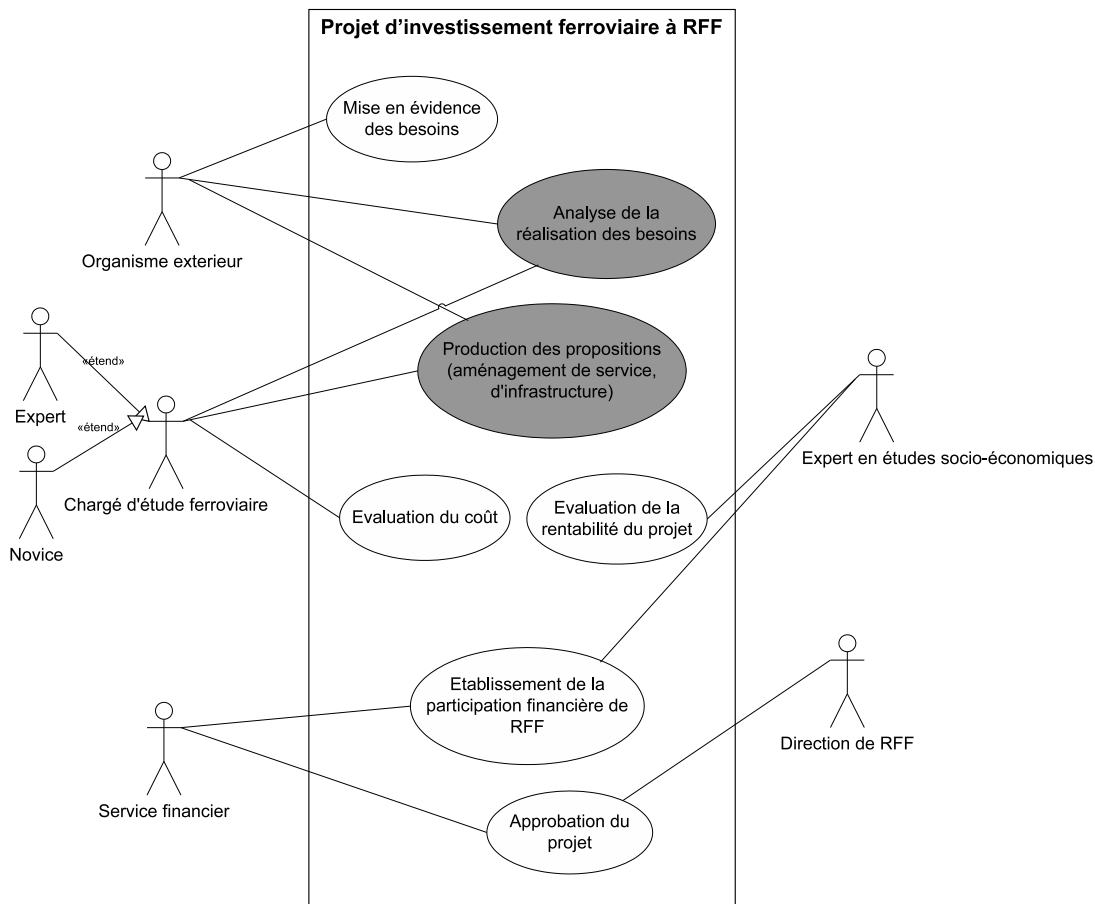 Projet d'investissement ferroviaire à RFF
Mise en évidence
des besoins
Organisme exterieur
Analyse de la
réalisation des besoins
Production des propositions
(aménagement de service,
d'infrastructure)
«étend»
Expert
«étend»
Novice
Chargé d'étude ferroviaire
Expert en études socio-économiques
Evaluation du coût
Evaluation de la
rentabilité du projet
Etablissement de la
participation financière de
RFF
Direction de RFF
Service financier
Approbation du
projet